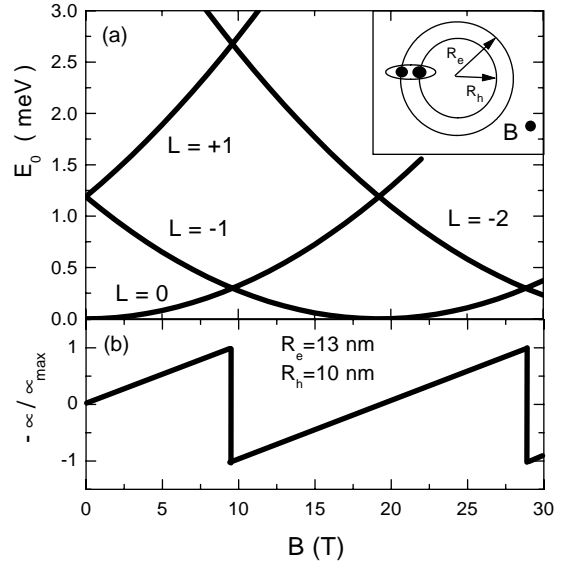 (a)
E0 ( meV )
3.0
2.5
2.0
1.5
1.0
0.5
0.0
L = +1
L = -1
L = 0
L = -2
Re
Rh
B
(b)
Re=13 nm
Rh=10 nm
- ∝ / ∝max
1
0
-1
0 5 10 15 20 25 30
B (T)